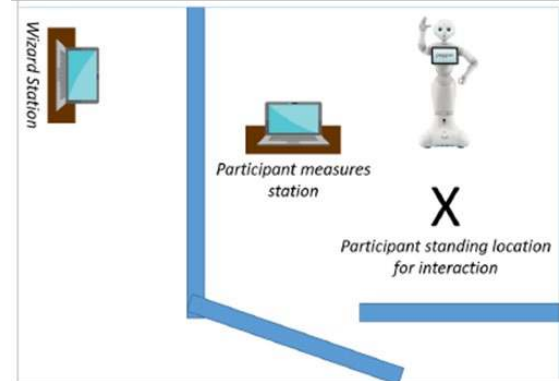 Wizard Station
Participant measures
station
X
Participant standing location
for interaction